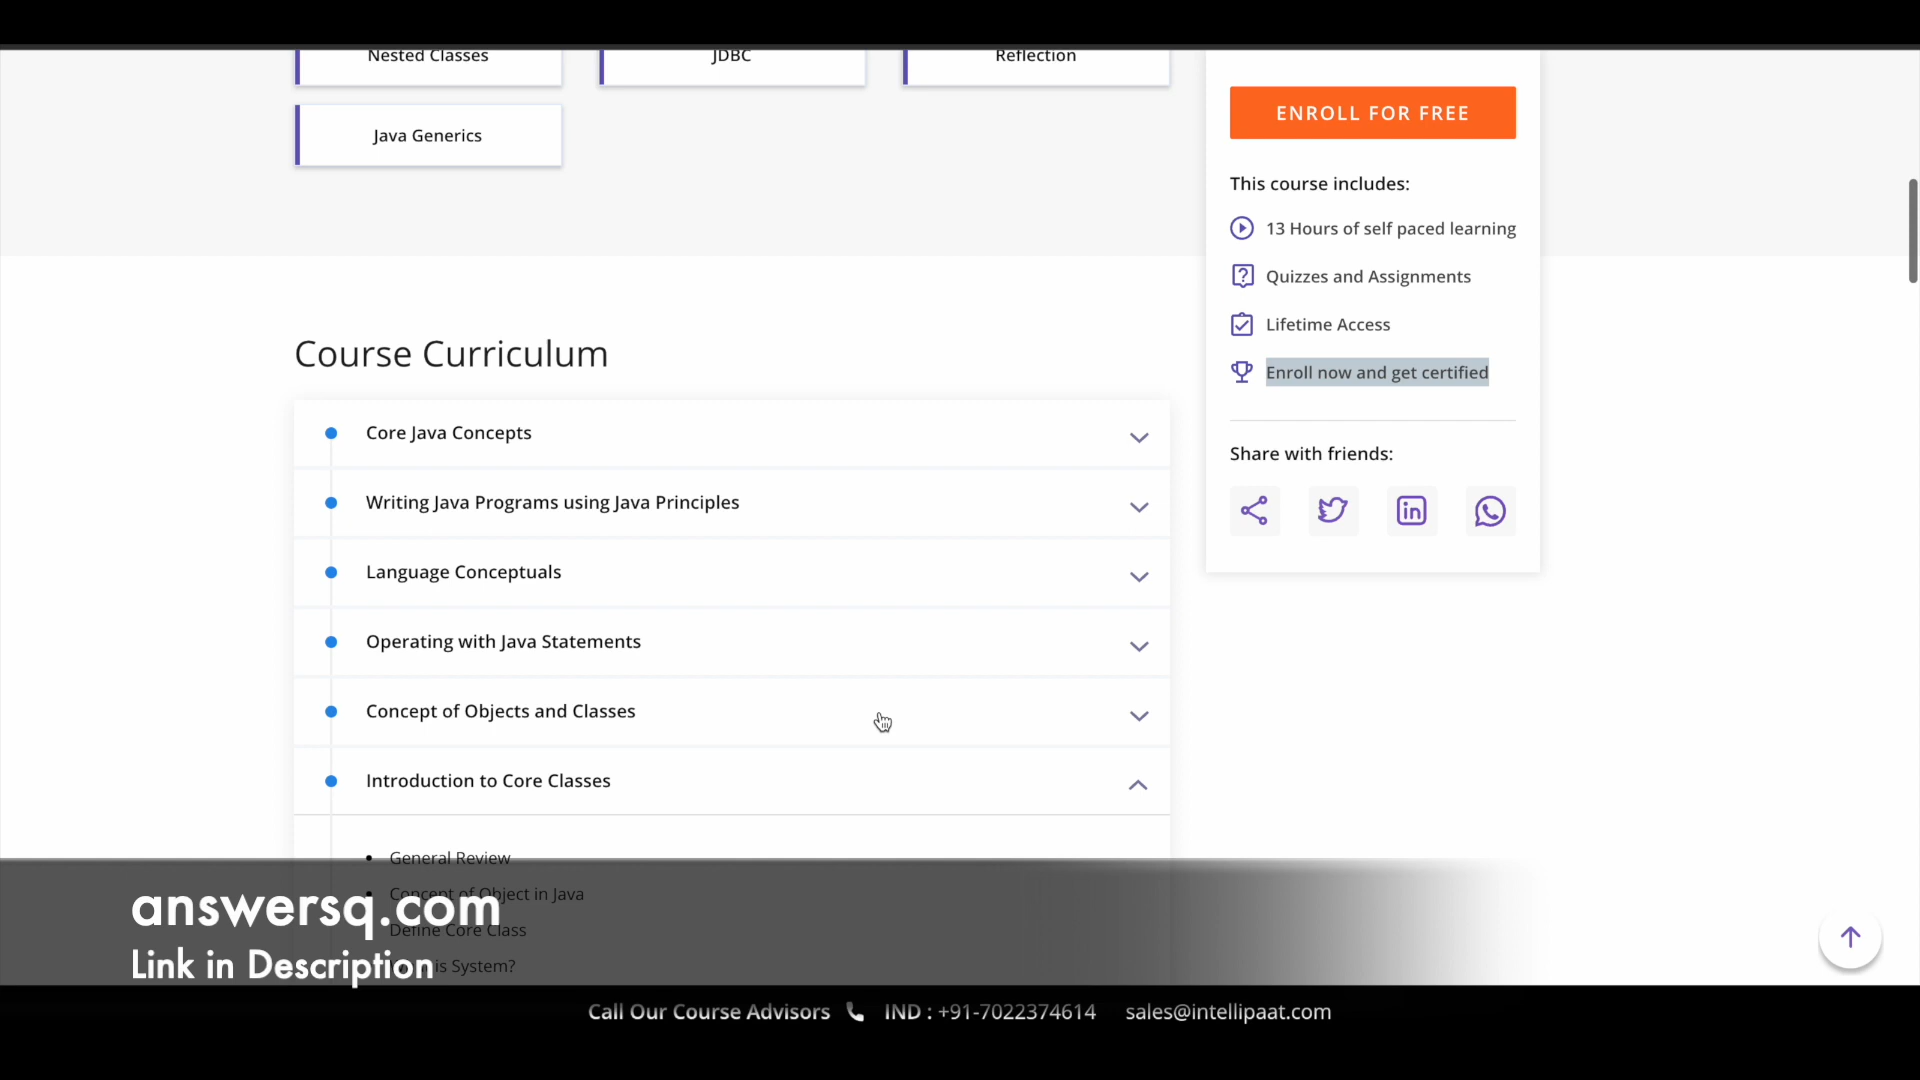 Nested Classes
JDBC
Reflection
Java Generics
ENROLL FOR FREE
This course includes:
13 Hours of self paced learning
Quizzes and Assignments
Lifetime Access
Enroll now and get certified
Share with friends:
Course Curriculum
Core Java Concepts
Writing Java Programs using Java Principles
Language Conceptuals
Operating with Java Statements
Concept of Objects and Classes
Introduction to Core Classes
General Review
Concept of Object in Java
Define Core Class
is System?
answersq.com
Link in Description
Call Our Course Advisors IND : +91-7022374614 sales@intellipaat.com